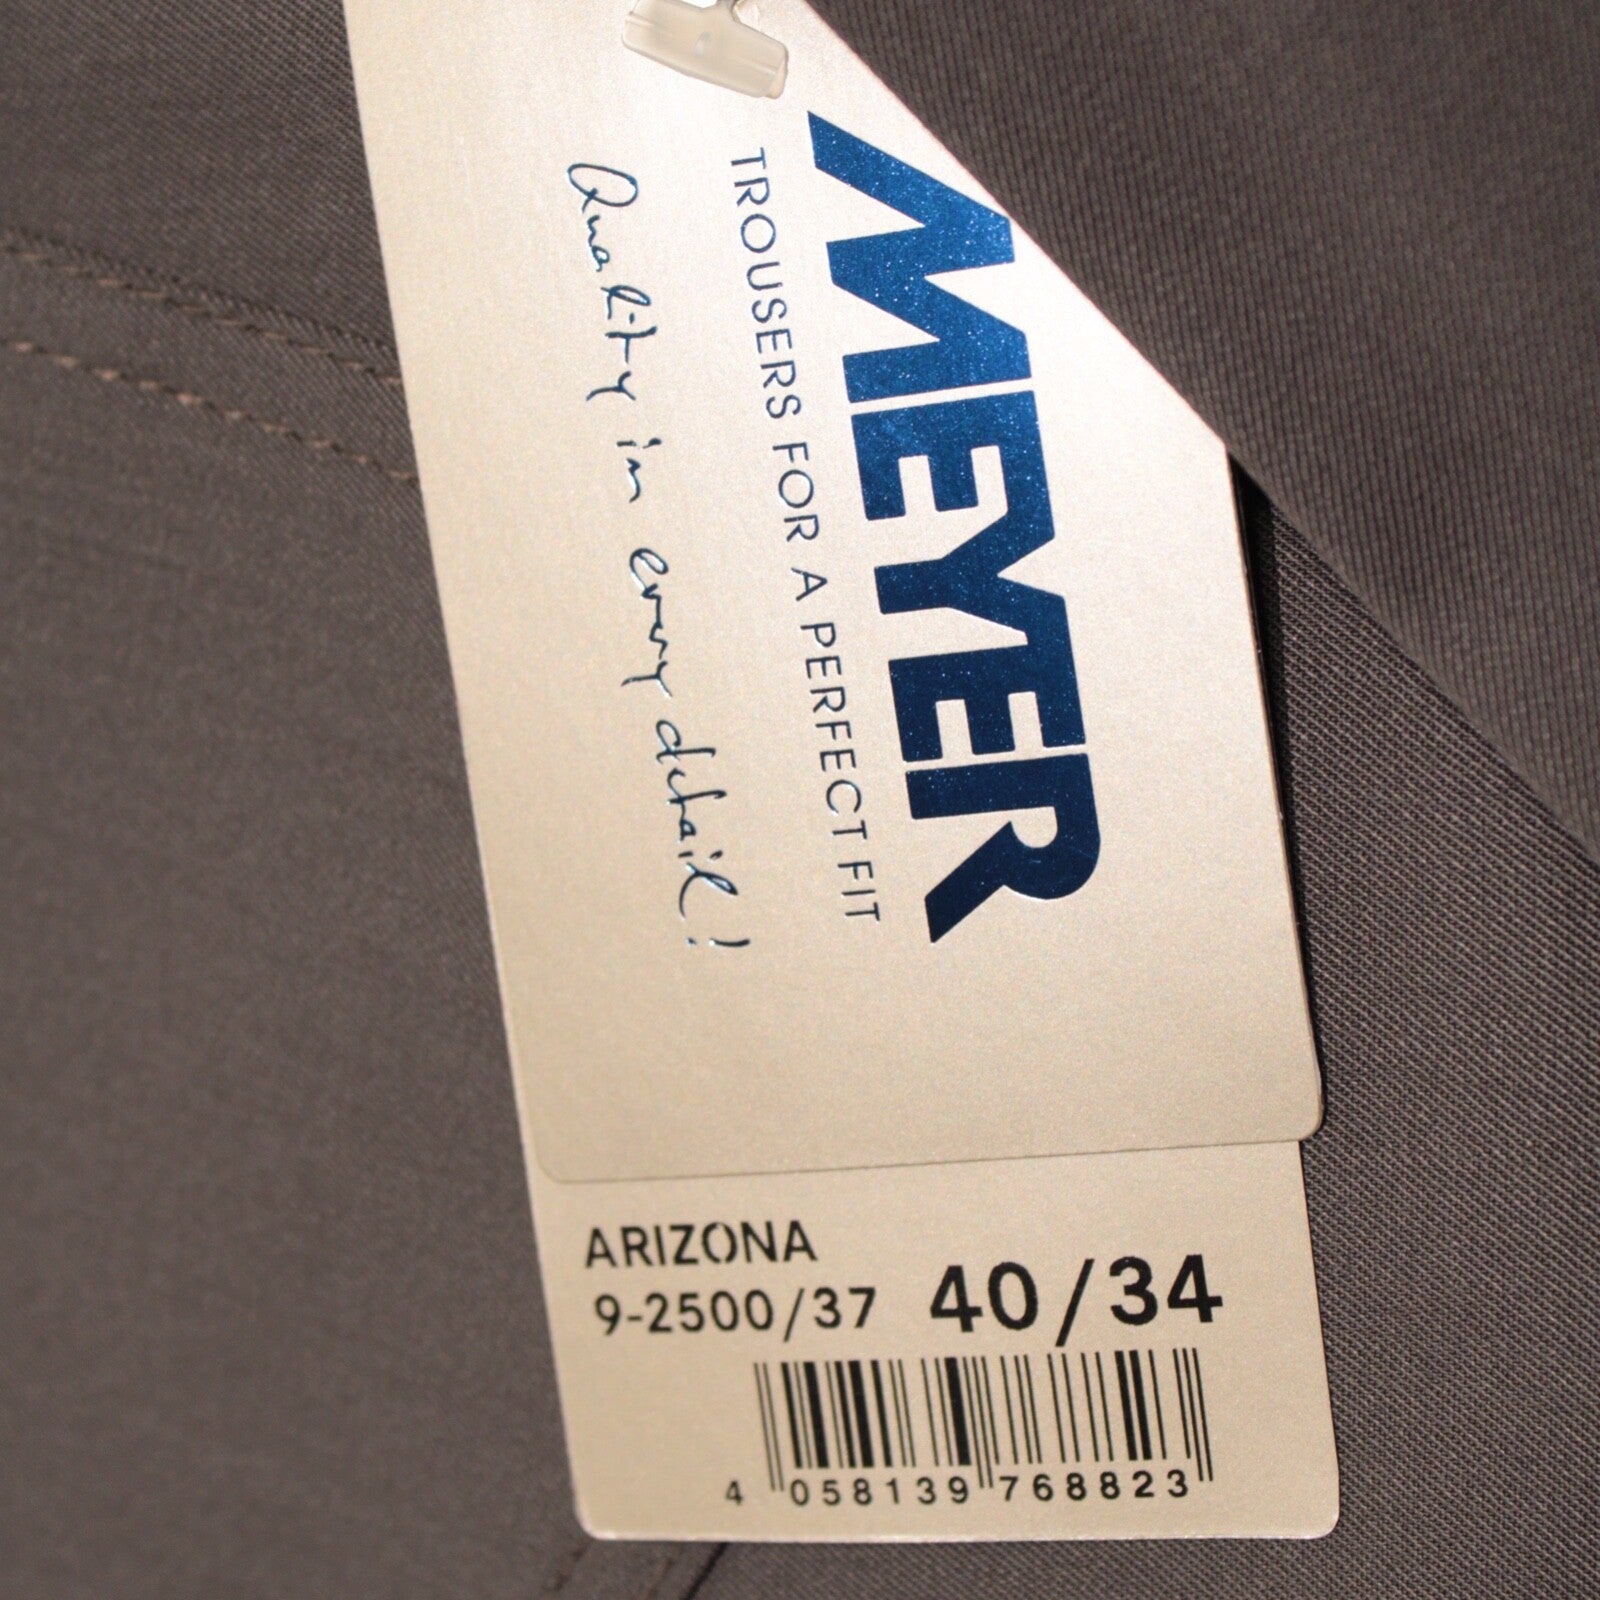 MEYER
TROUSERS FOR A PERFECT FIT
Quality in every detail!
ARIZONA
9-2500/37 40/34
4 058139 768823